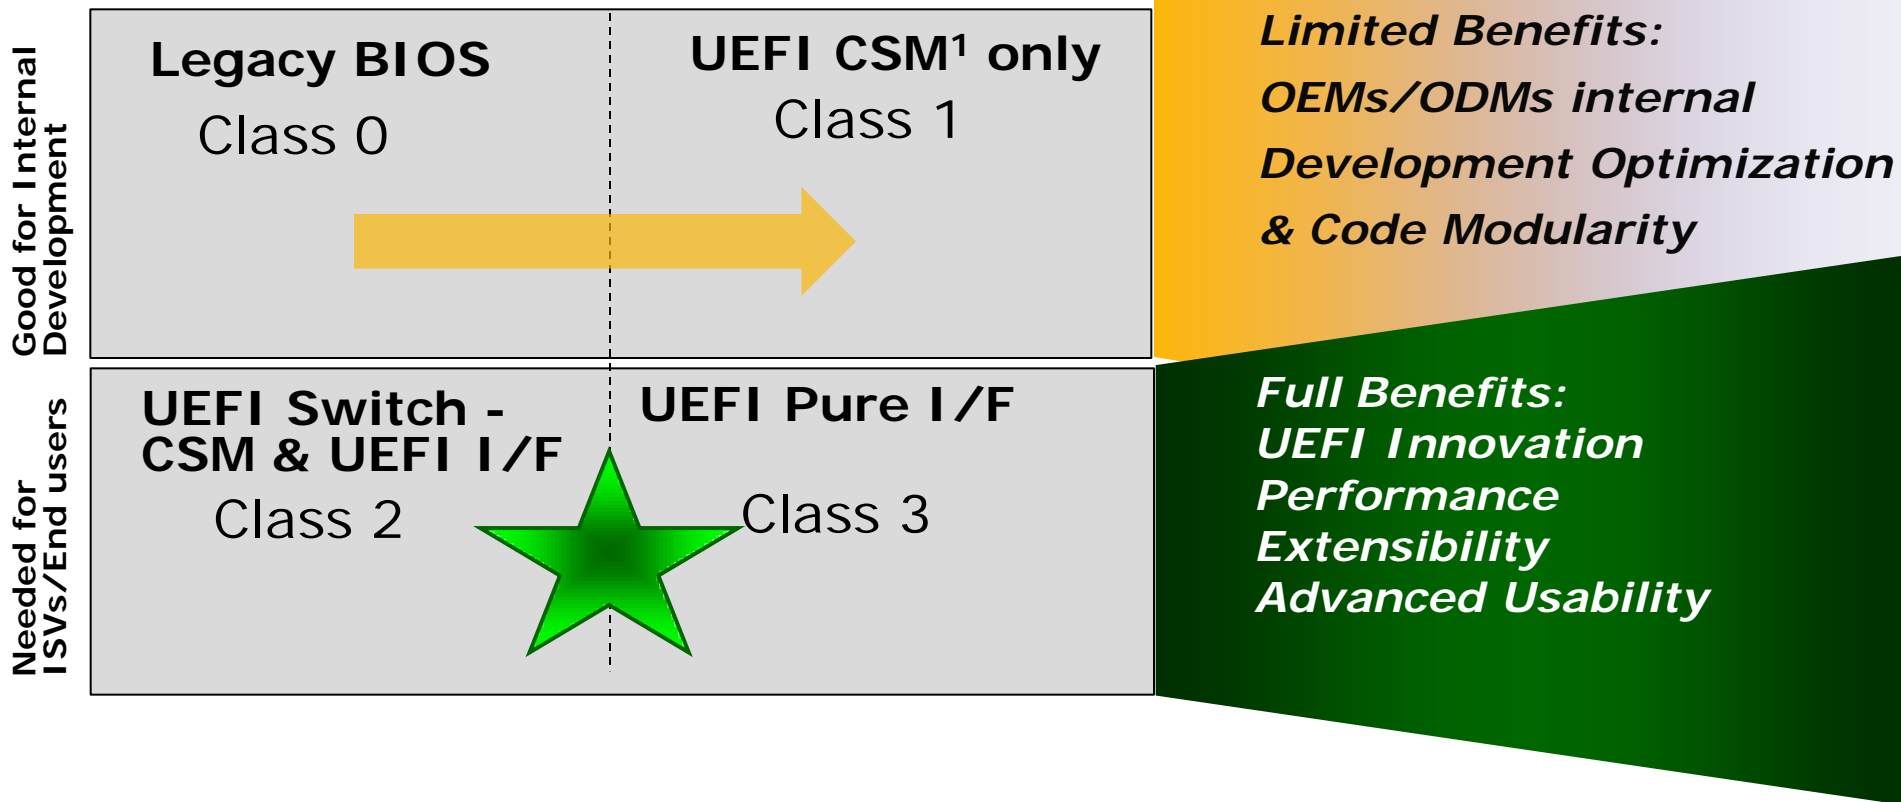 Good for Internal
Development
Legacy BIOS
Class 0
UEFI CSM¹ only
Class 1
Limited Benefits:
OEMs/ODMs internal
Development Optimization
& Code Modularity
Needed for
ISVs/End users
UEFI Switch -
CSM & UEFI I/F
Class 2
UEFI Pure I/F
Class 3
Full Benefits:
UEFI Innovation
Performance
Extensibility
Advanced Usability